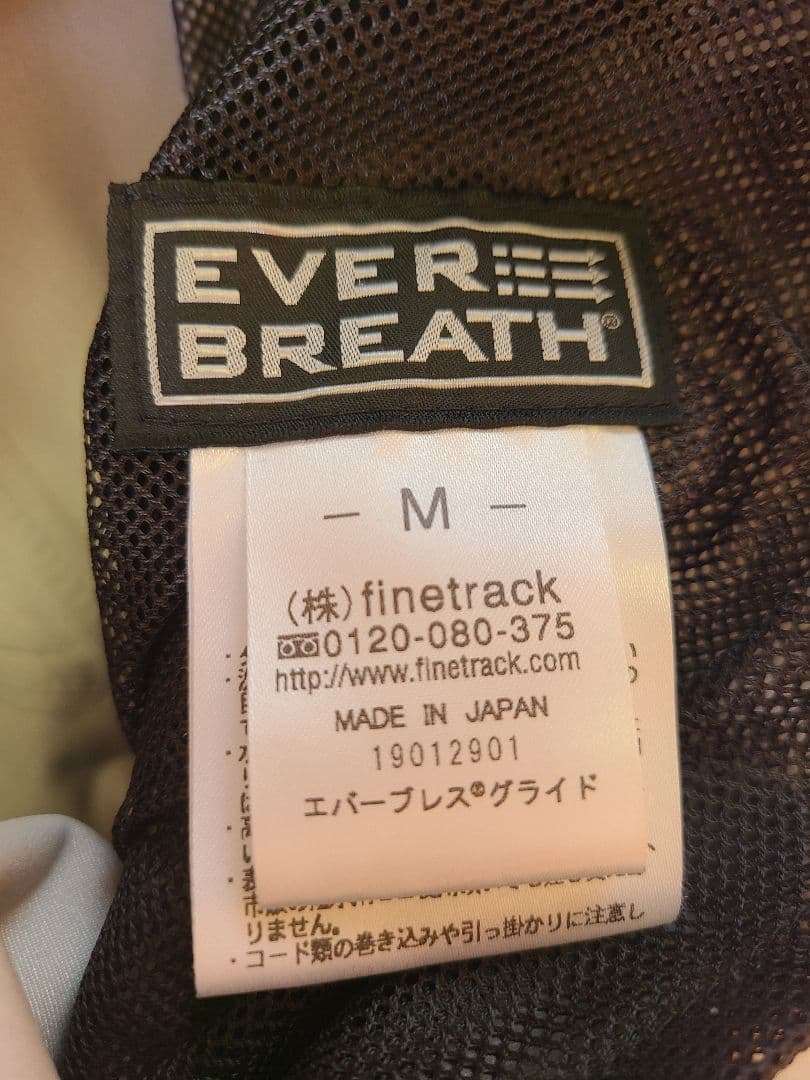 EVER
BREATH®
- M -
(株)finetrack
0120-080-375
http://www.finetrack.com
MADE IN JAPAN
19012901
エバーブレス®グライド
りません。
・コード類の巻き込みや引っ掛かりに注意し